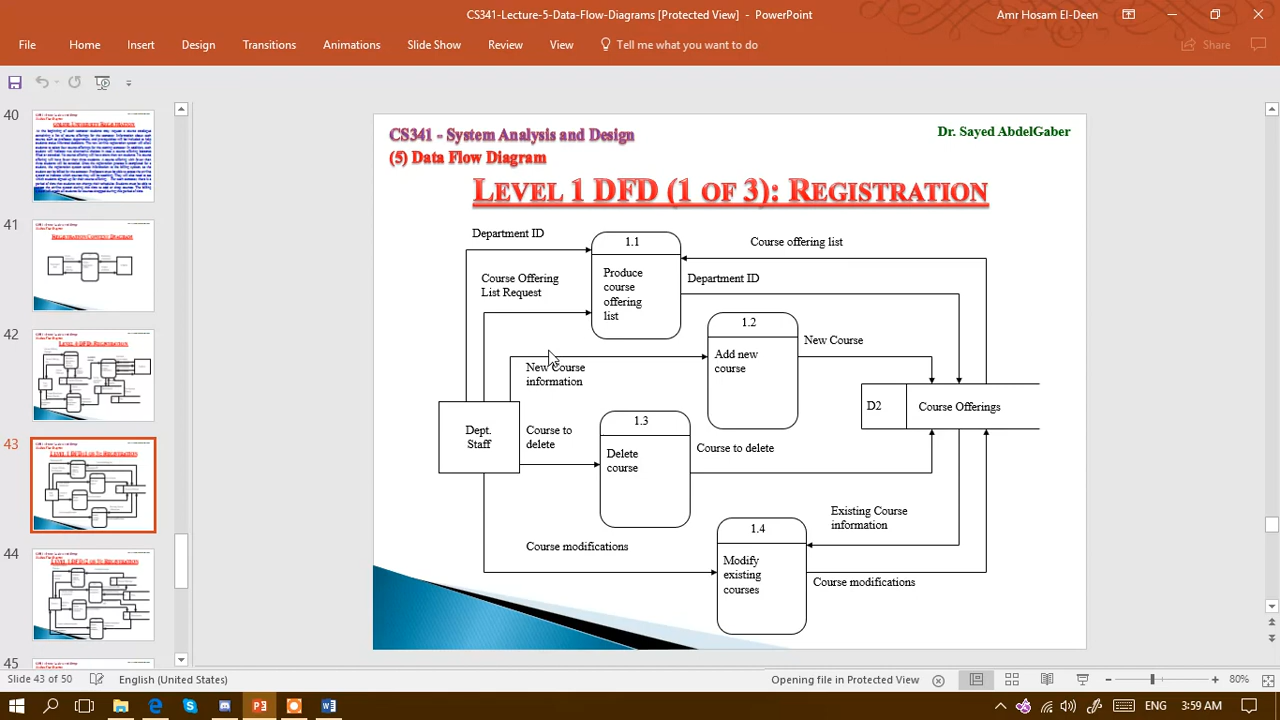 CS341-Lecture-5-Data-Flow-Diagrams [Protected View] - PowerPoint
Amr Hosam El-Deen
File
Home
Insert
Design
Transitions
Animations
Slide Show
Review
View
Tell me what you want to do
Share
40
41
42
43
44
45
CS341 - System Analysis and Design
Dr. Sayed AbdelGaber
(5) Data Flow Diagram
LEVEL 1 DFD (1 OF 3): REGISTRATION
Department ID
1.1
Course offering list
Course Offering
List Request
Produce
course
offering
list
Department ID
1.2
New Course
Add new
course
New Course
information
D2
Course Offerings
Dept.
Staff
Course to
delete
1.3
Delete
course
Course to delete
Existing Course
information
1.4
Course modifications
Modify
existing
courses
Course modifications
Slide 43 of 50
English (United States)
Opening file in Protected View
80%
ENG
3:59 AM